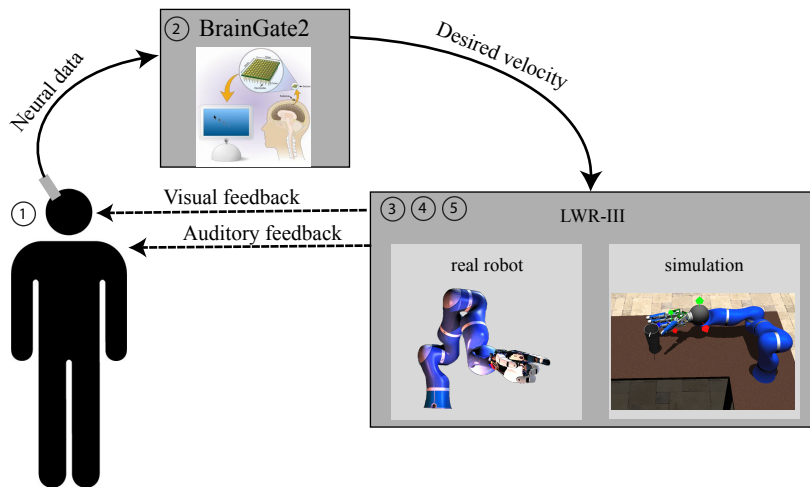 ② BrainGate2
Neural data
Desired velocity
①
Visual feedback
Auditory feedback
③ ④ ⑤
LWR-III
real robot
simulation